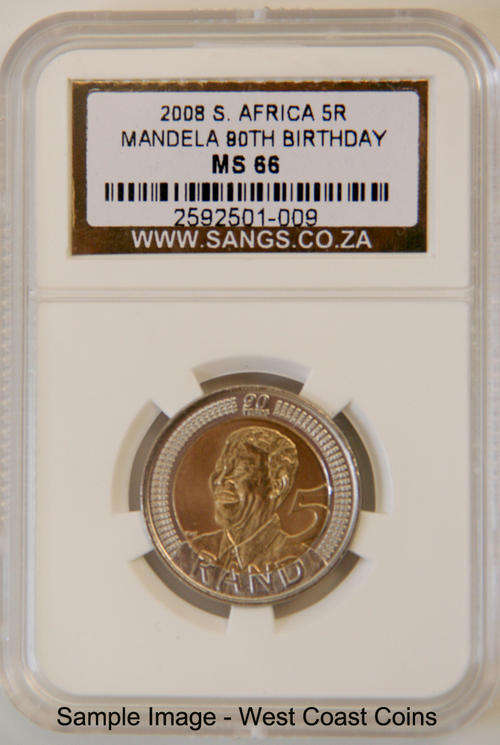 2008 S. AFRICA 5R
MANDELA 80TH BIRTHDAY
MS 66
2592501-009
WWW.SANGS.CO.ZA
90
5
RAND
Sample Image - West Coast Coins